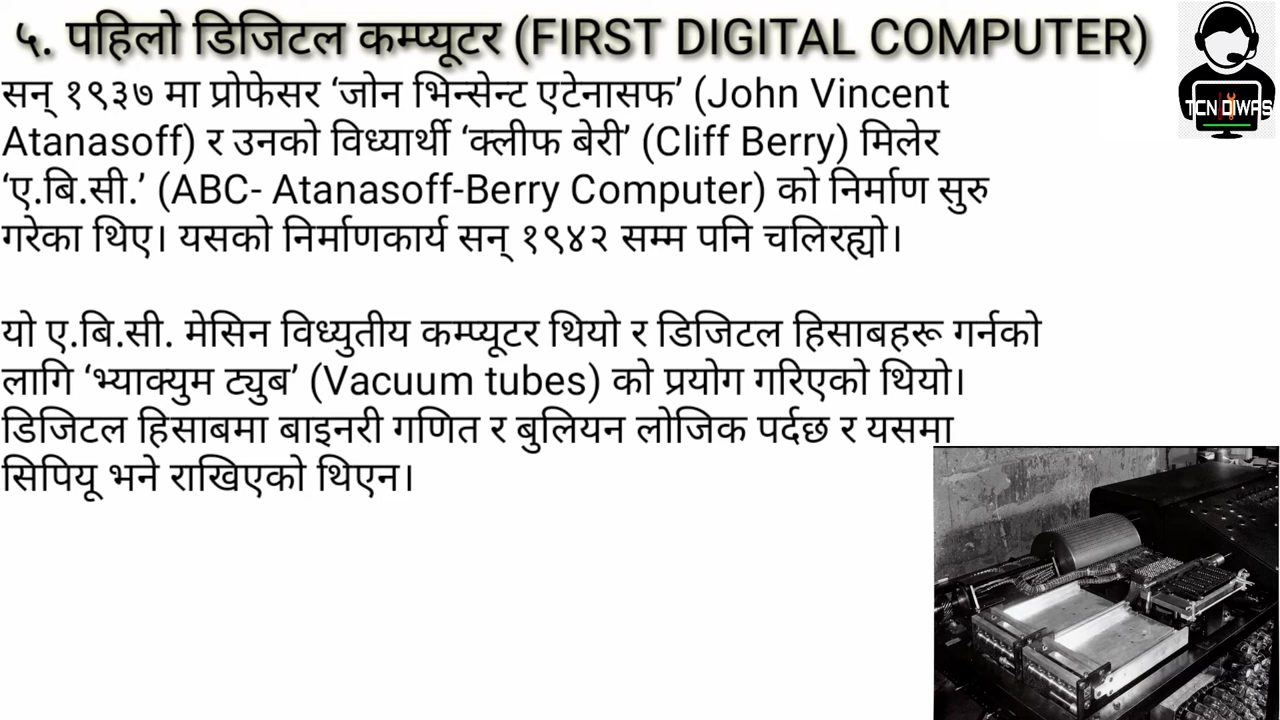 ५. पहिलो डिजिटल कम्प्यूटर (FIRST DIGITAL COMPUTER)
सन् १९३७ मा प्रोफेसर ‘जोन भिन्सेन्ट एटेनासफ’ (John Vincent
Atanasoff) र उनको विध्यार्थी ‘क्लीफ बेरी’ (Cliff Berry) मिलेर
‘ए.बि.सी.’ (ABC- Atanasoff-Berry Computer) को निर्माण सुरु
गरेका थिए। यसको निर्माणकार्य सन् १९४२ सम्म पनि चलिरह्यो।
यो ए.बि.सी. मेसिन विध्युतीय कम्प्यूटर थियो र डिजिटल हिसाबहरू गर्नको
लागि ‘भ्याक्युम ट्युब’ (Vacuum tubes) को प्रयोग गरिएको थियो।
डिजिटल हिसाबमा बाइनरी गणित र बुलियन लोजिक पर्दछ र यसमा
सिपियू भने राखिएको थिएन।
TCN DIWAS